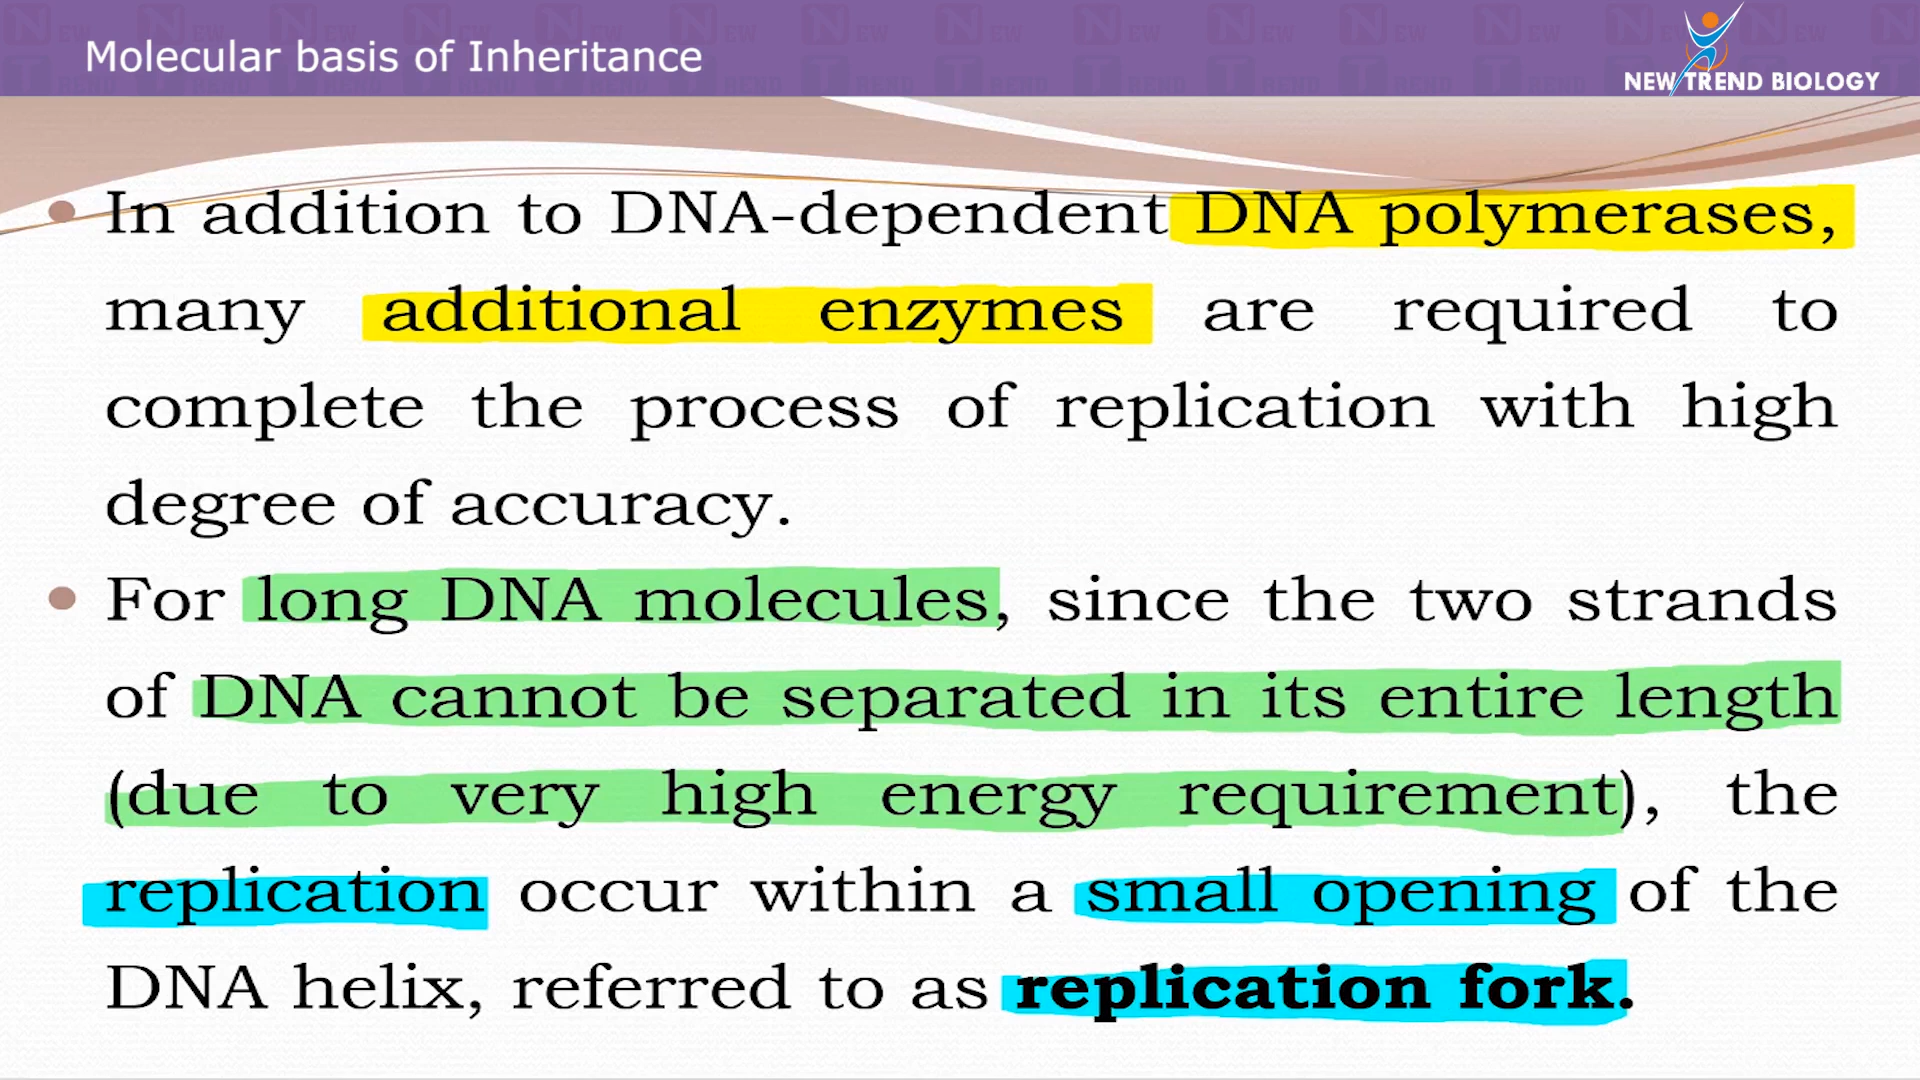 Molecular basis of Inheritance
NEW TREND BIOLOGY
• In addition to DNA-dependent DNA polymerases,
many additional enzymes are required to
complete the process of replication with high
degree of accuracy.
• For long DNA molecules, since the two strands
of DNA cannot be separated in its entire length
(due to very high energy requirement), the
replication occur within a small opening of the
DNA helix, referred to as replication fork.